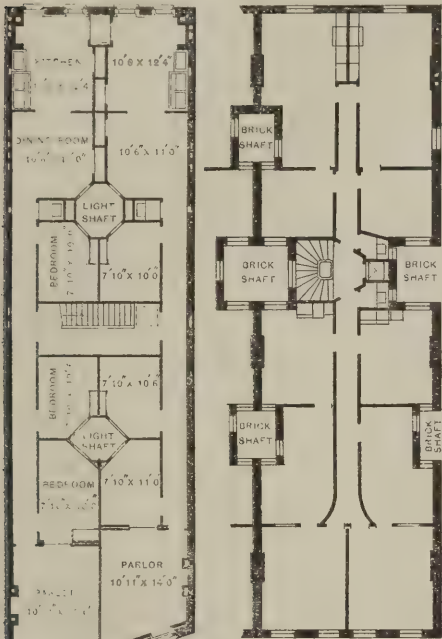 KITCHEN
10'8 X 12'4"
DINING ROOM
10'6"X 11'0"
LIGHT
SHAFT
BEDROOM
7'10"X 10'0"
BEDROOM
7'10 X 10'6
LIGHT
SHAFT
BEDROOM
7'10"X 11'0
PARLOR
10'11"X 14'0"
BRICK
SHAFT
BRICK
SHAFT
BRICK
SHAFT
BRICK
SHAFT
BRICK
SHAFT